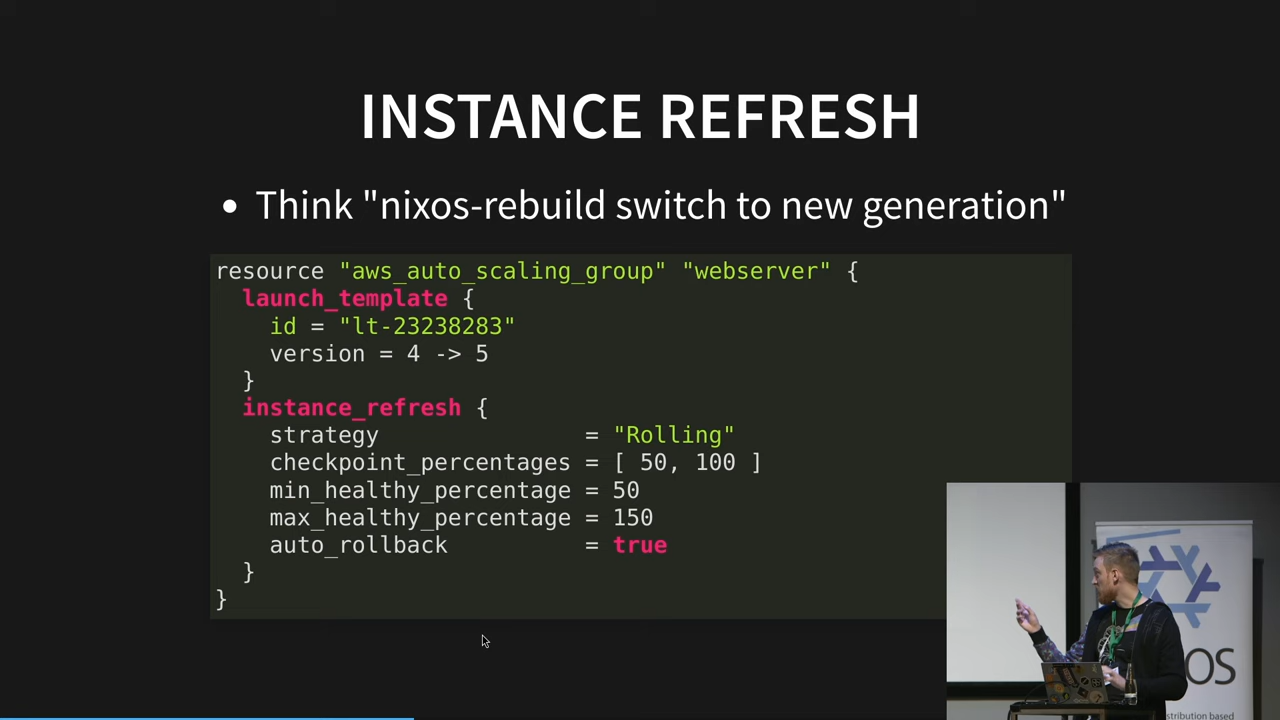 INSTANCE REFRESH
• Think "nixos-rebuild switch to new generation"
resource "aws_auto_scaling_group" "webserver" {
  launch_template {
    id = "lt-23238283"
    version = 4 -> 5
  }
  instance_refresh {
    strategy               = "Rolling"
    checkpoint_percentages = [ 50, 100 ]
    min_healthy_percentage = 50
    max_healthy_percentage = 150
    auto_rollback          = true
  }
}
OS
stribution based